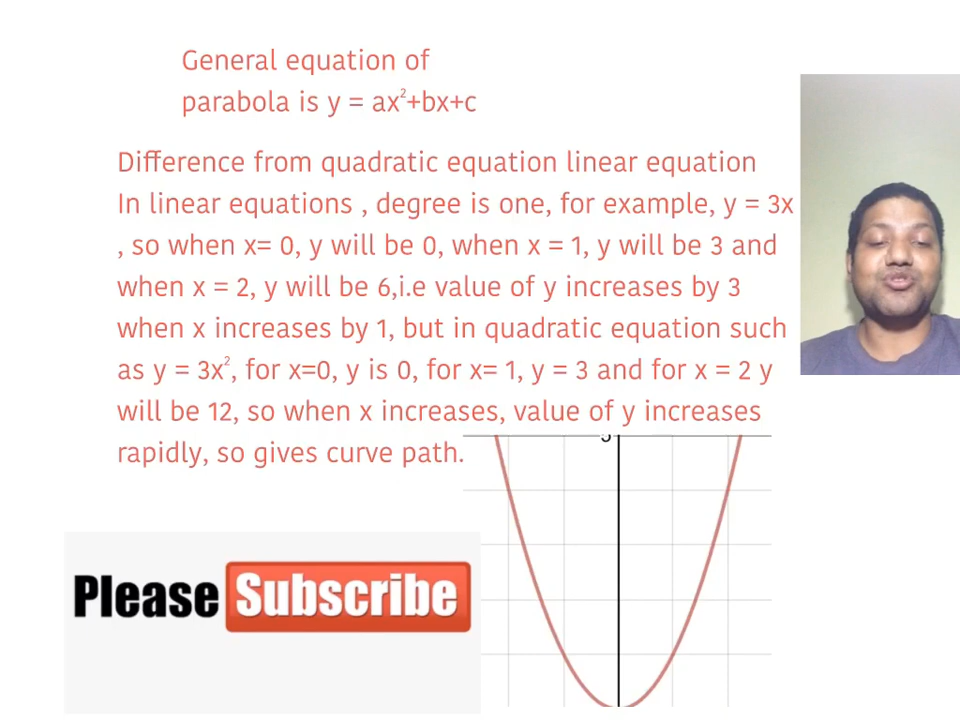 General equation of
parabola is y = ax²+bx+c
Difference from quadratic equation linear equation
In linear equations , degree is one, for example, y = 3x
, so when x= 0, y will be 0, when x = 1, y will be 3 and
when x = 2, y will be 6,i.e value of y increases by 3
when x increases by 1, but in quadratic equation such
as y = 3x², for x=0, y is 0, for x= 1, y = 3 and for x = 2 y
will be 12, so when x increases, value of y increases
rapidly, so gives curve path.
Please Subscribe